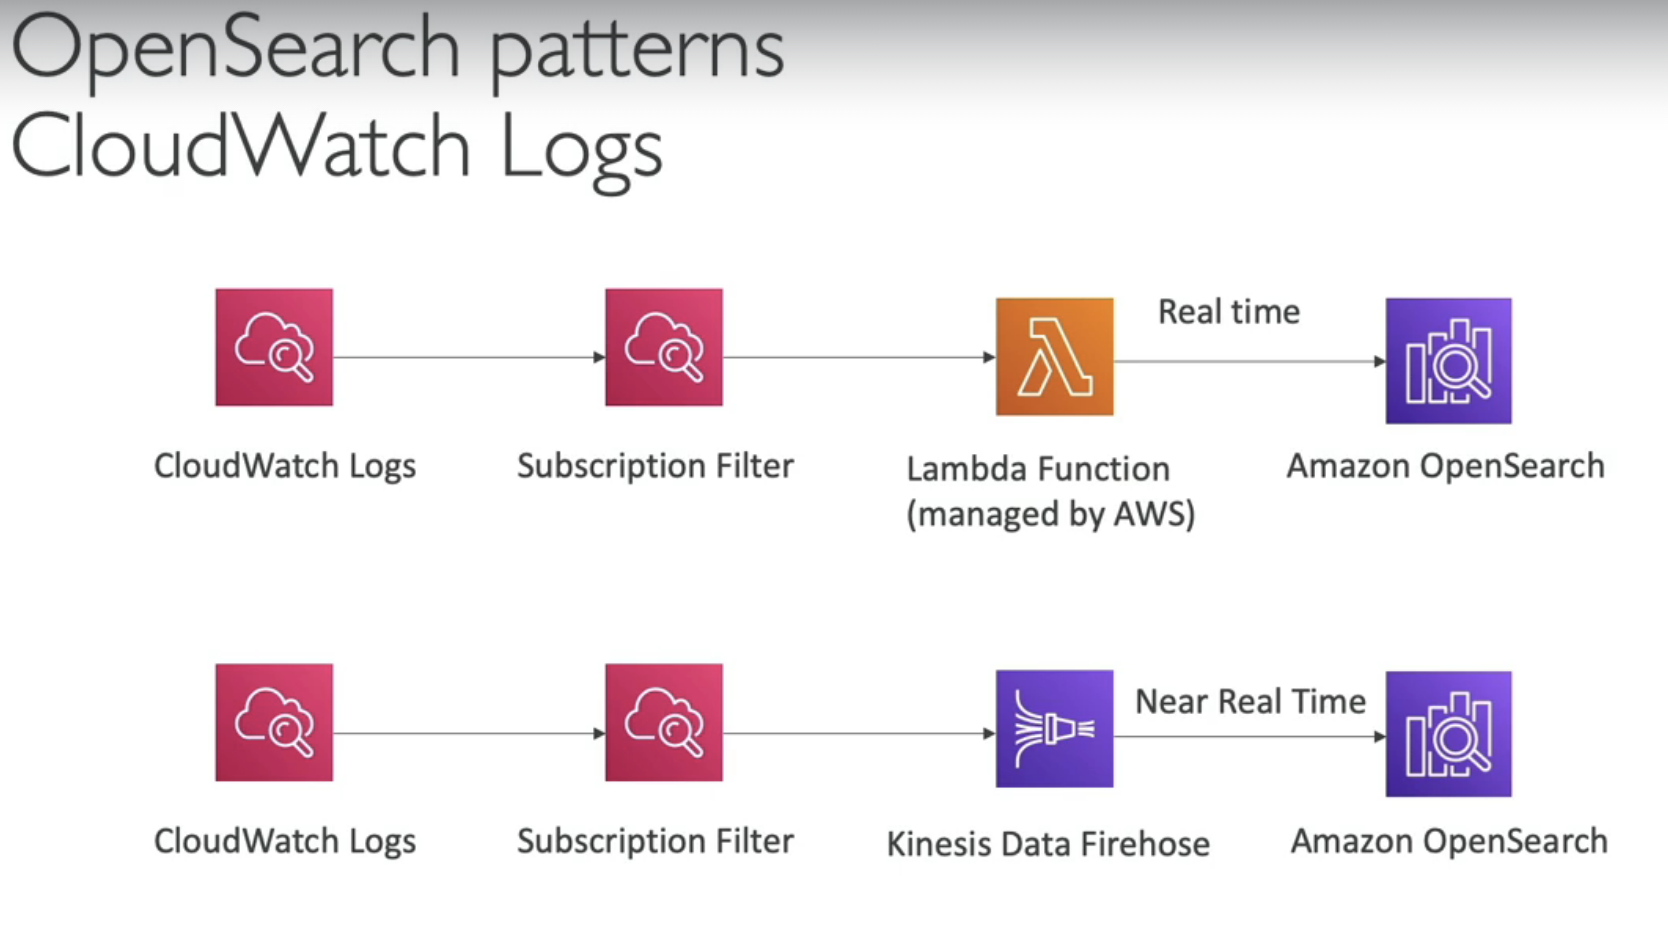 OpenSearch patterns
CloudWatch Logs
Real time
CloudWatch Logs
Subscription Filter
Lambda Function
(managed by AWS)
Amazon OpenSearch
Near Real Time
CloudWatch Logs
Subscription Filter
Kinesis Data Firehose
Amazon OpenSearch